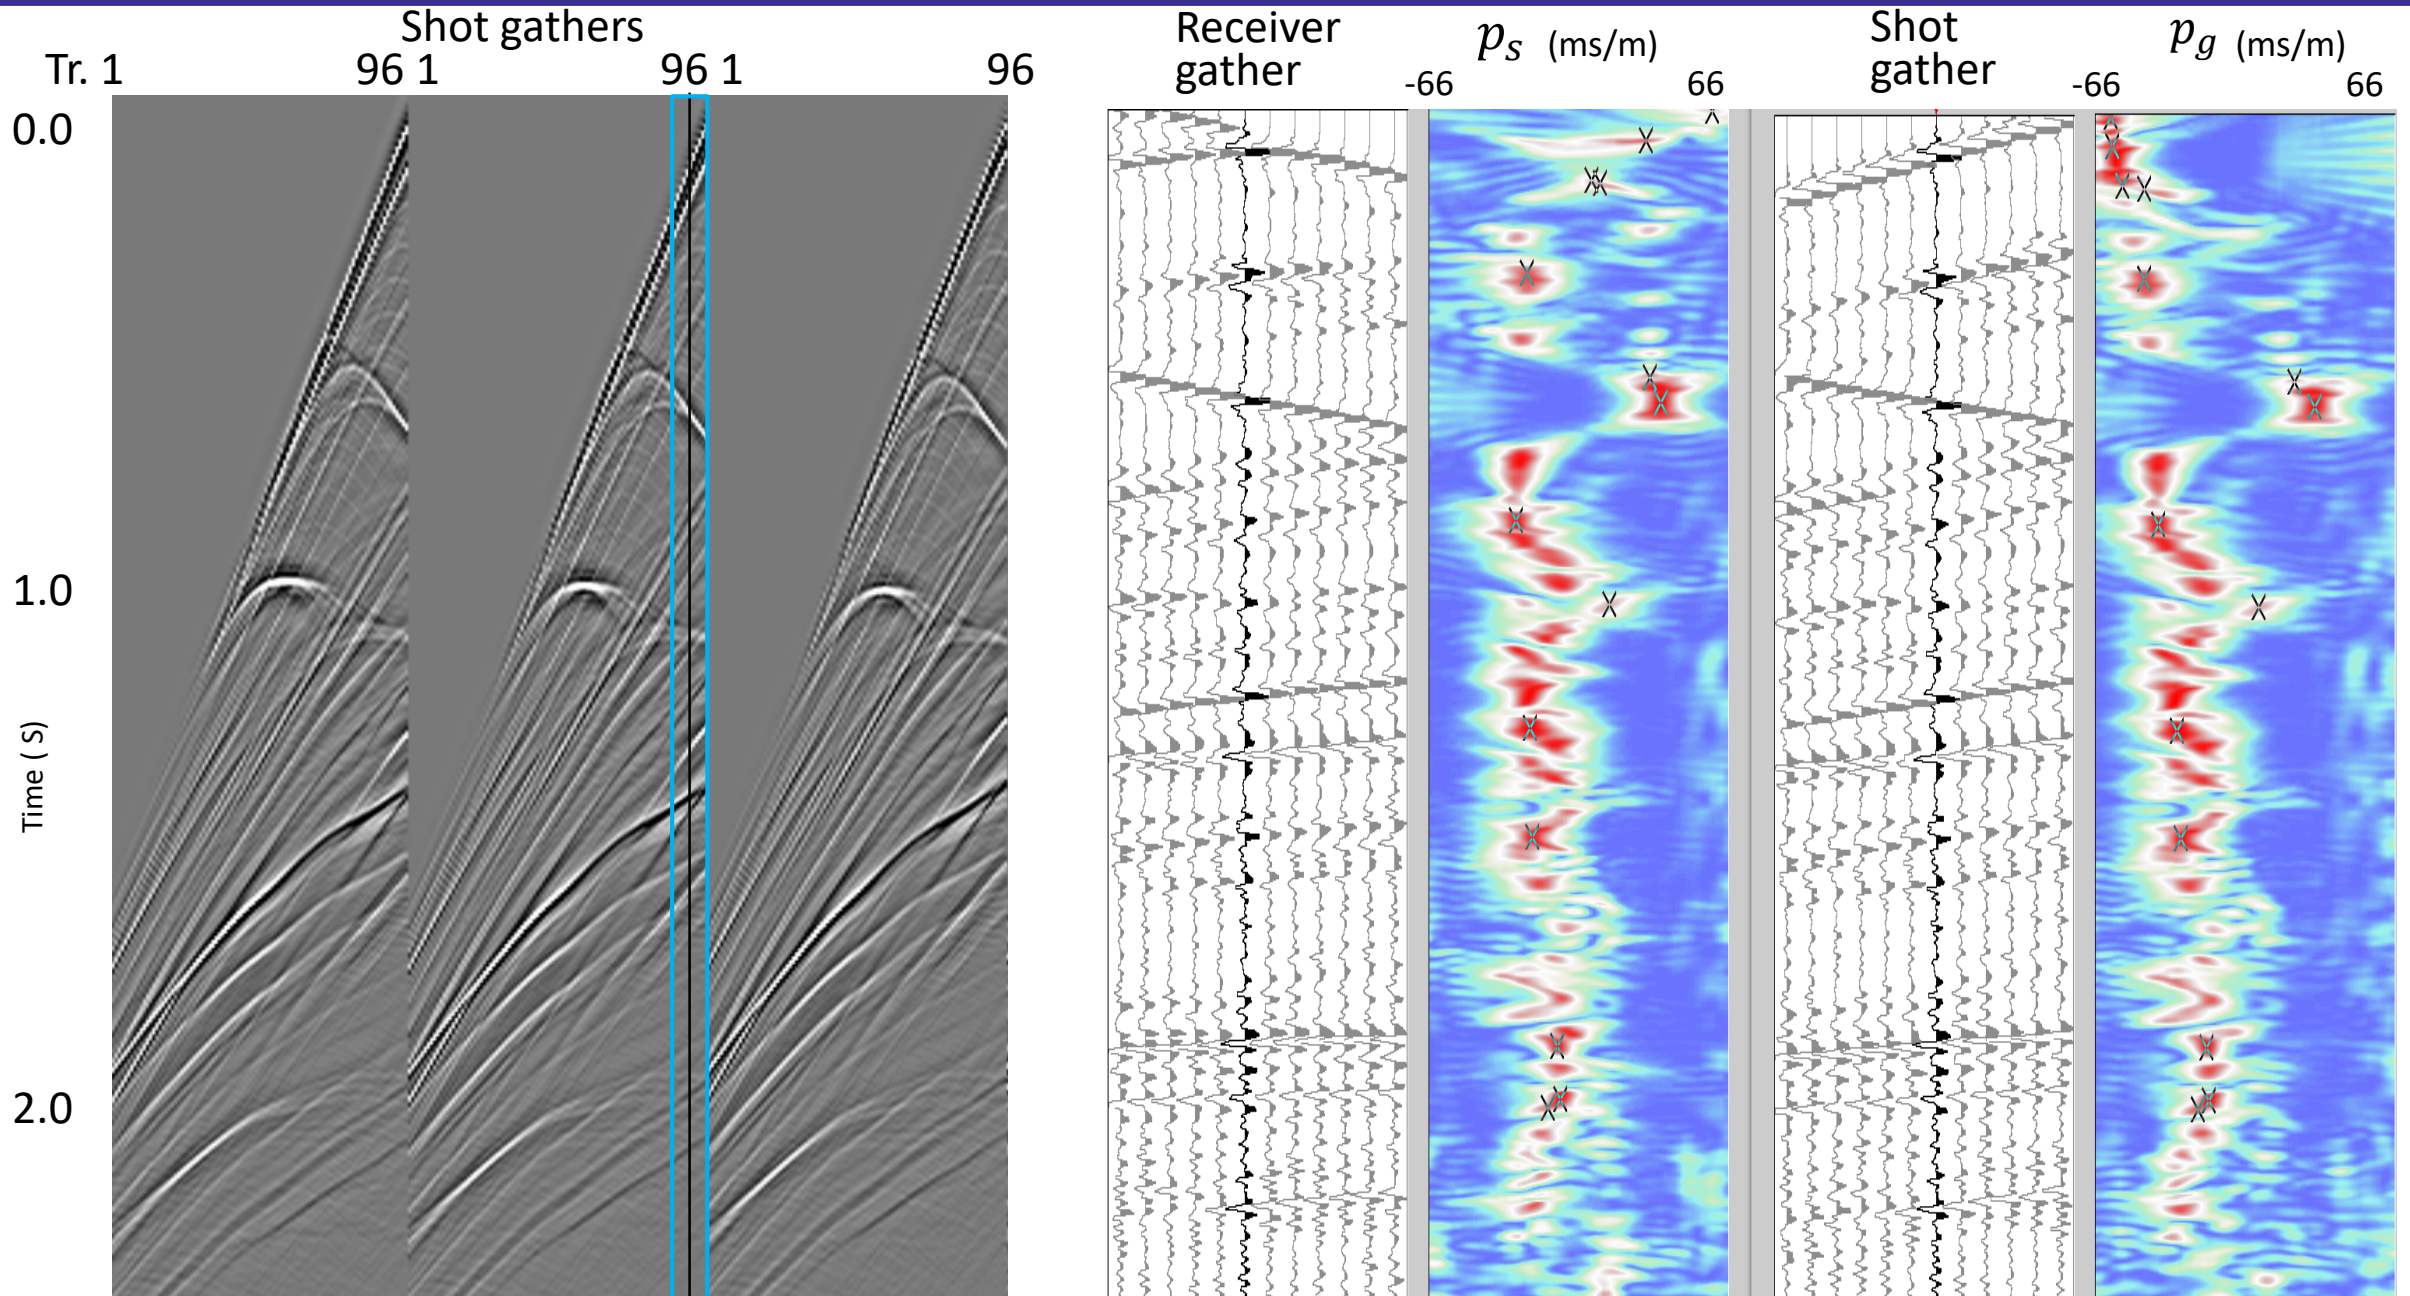 Shot gathers
Tr. 1 96 1 96 1 96
0.0
1.0
2.0
Time ( s)
Receiver
gather
p_s (ms/m)
-66 66
Shot
gather
p_g (ms/m)
-66 66